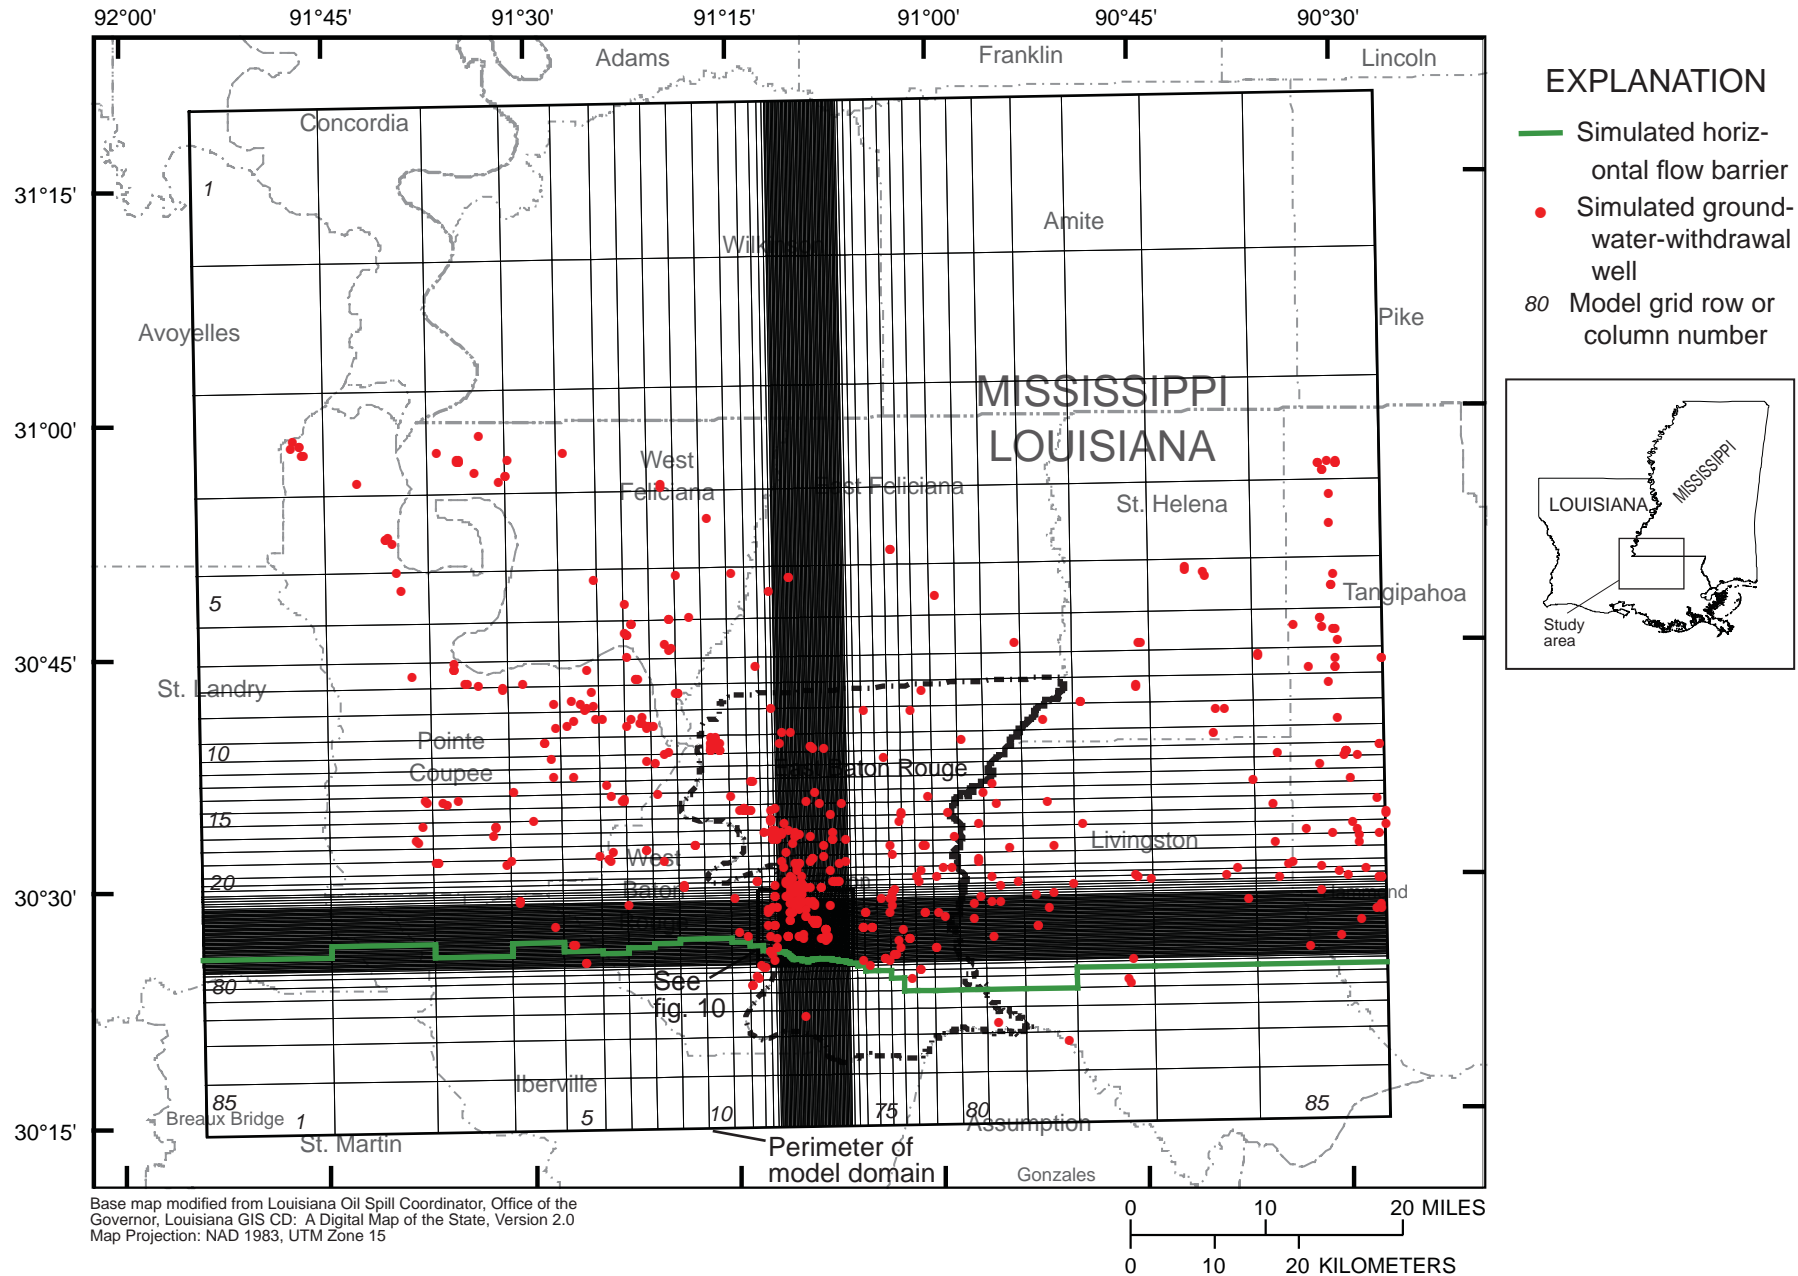 92°00' 91°45' 91°30' 91°15' 91°00' 90°45' 90°30'
Adams Franklin Lincoln
EXPLANATION
Simulated horiz-
ontal flow barrier
Simulated ground-
water-withdrawal
well
80 Model grid row or
column number
Concordia
31°15'
1
Wilkinson
Amite
Avoyelles
Pike
MISSISSIPPI
LOUISIANA
31°00'
West
Feliciana
East Feliciana
St. Helena
LOUISIANA
MISSISSIPPI
Study
area
5
Tangipahoa
30°45'
St. Landry
Pointe
Coupee
10
East Baton Rouge
15
Livingston
West
Baton
20
30°30'
Hammond
See
fig. 10
80
Iberville
85
Breaux Bridge
1 5 10 75 80 85
Assumption
30°15'
St. Martin
Perimeter of
model domain
Gonzales
Base map modified from Louisiana Oil Spill Coordinator, Office of the
Governor, Louisiana GIS CD: A Digital Map of the State, Version 2.0
Map Projection: NAD 1983, UTM Zone 15
0 10 20 MILES
0 10 20 KILOMETERS